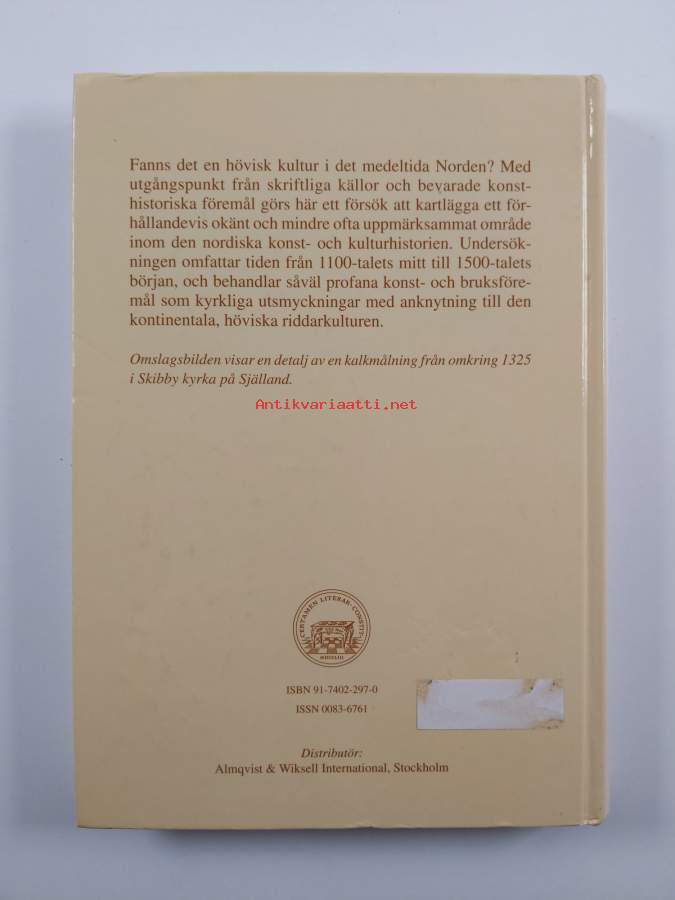 Fanns det en hövisk kultur i det medeltida Norden? Med
utgångspunkt från skriftliga källor och bevarade konst-
historiska föremål görs här ett försök att kartlägga ett för-
hållandevis okänt och mindre ofta uppmärksammat område
inom den nordiska konst- och kulturhistorien. Undersök-
ningen omfattar tiden från 1100-talets mitt till 1500-talets
början, och behandlar såväl profana konst- och bruksföre-
mål som kyrkliga utsmyckningar med anknytning till den
kontinentala, höviska riddarkulturen.
Omslagsbilden visar en detalj av en kalkmålning från omkring 1325
i Skibby kyrka på Själland.
Antikvariaatti.net
CERTAMEN LITERAR·CONSTIT·
MDCCLIII
ISBN 91-7402-297-0
ISSN 0083-6761
Distributör:
Almqvist & Wiksell International, Stockholm